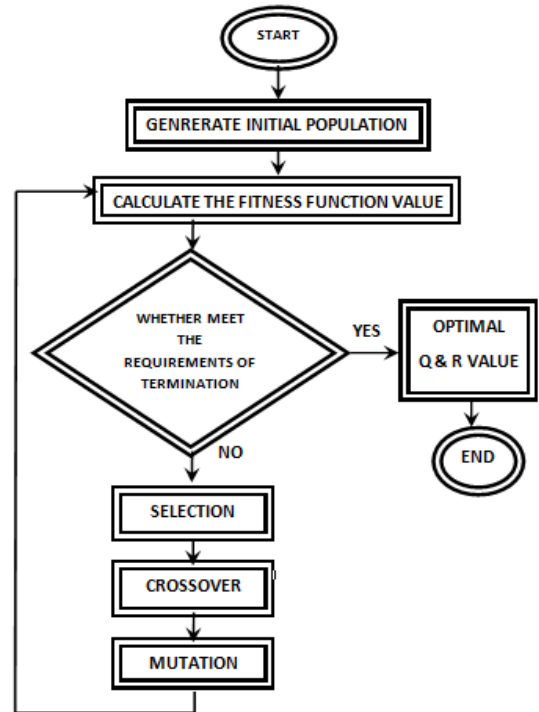 START
GENRERATE INITIAL POPULATION
CALCULATE THE FITNESS FUNCTION VALUE
WHETHER MEET
THE
REQUIREMENTS OF
TERMINATION
YES
OPTIMAL
Q & R VALUE
END
NO
SELECTION
CROSSOVER
MUTATION